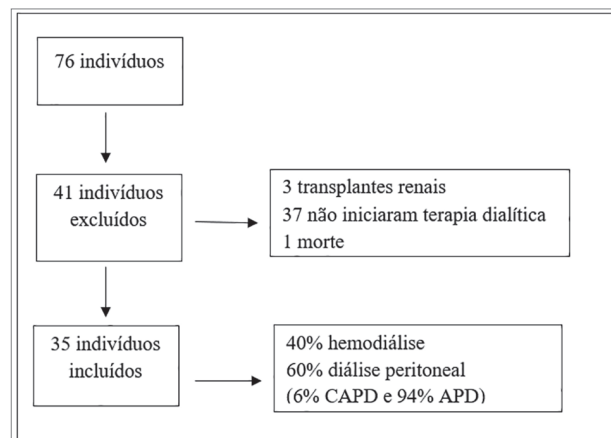 76 indivíduos
41 indivíduos
excluídos
3 transplantes renais
37 não iniciaram terapia dialítica
1 morte
35 indivíduos
incluídos
40% hemodiálise
60% diálise peritoneal
(6% CAPD e 94% APD)